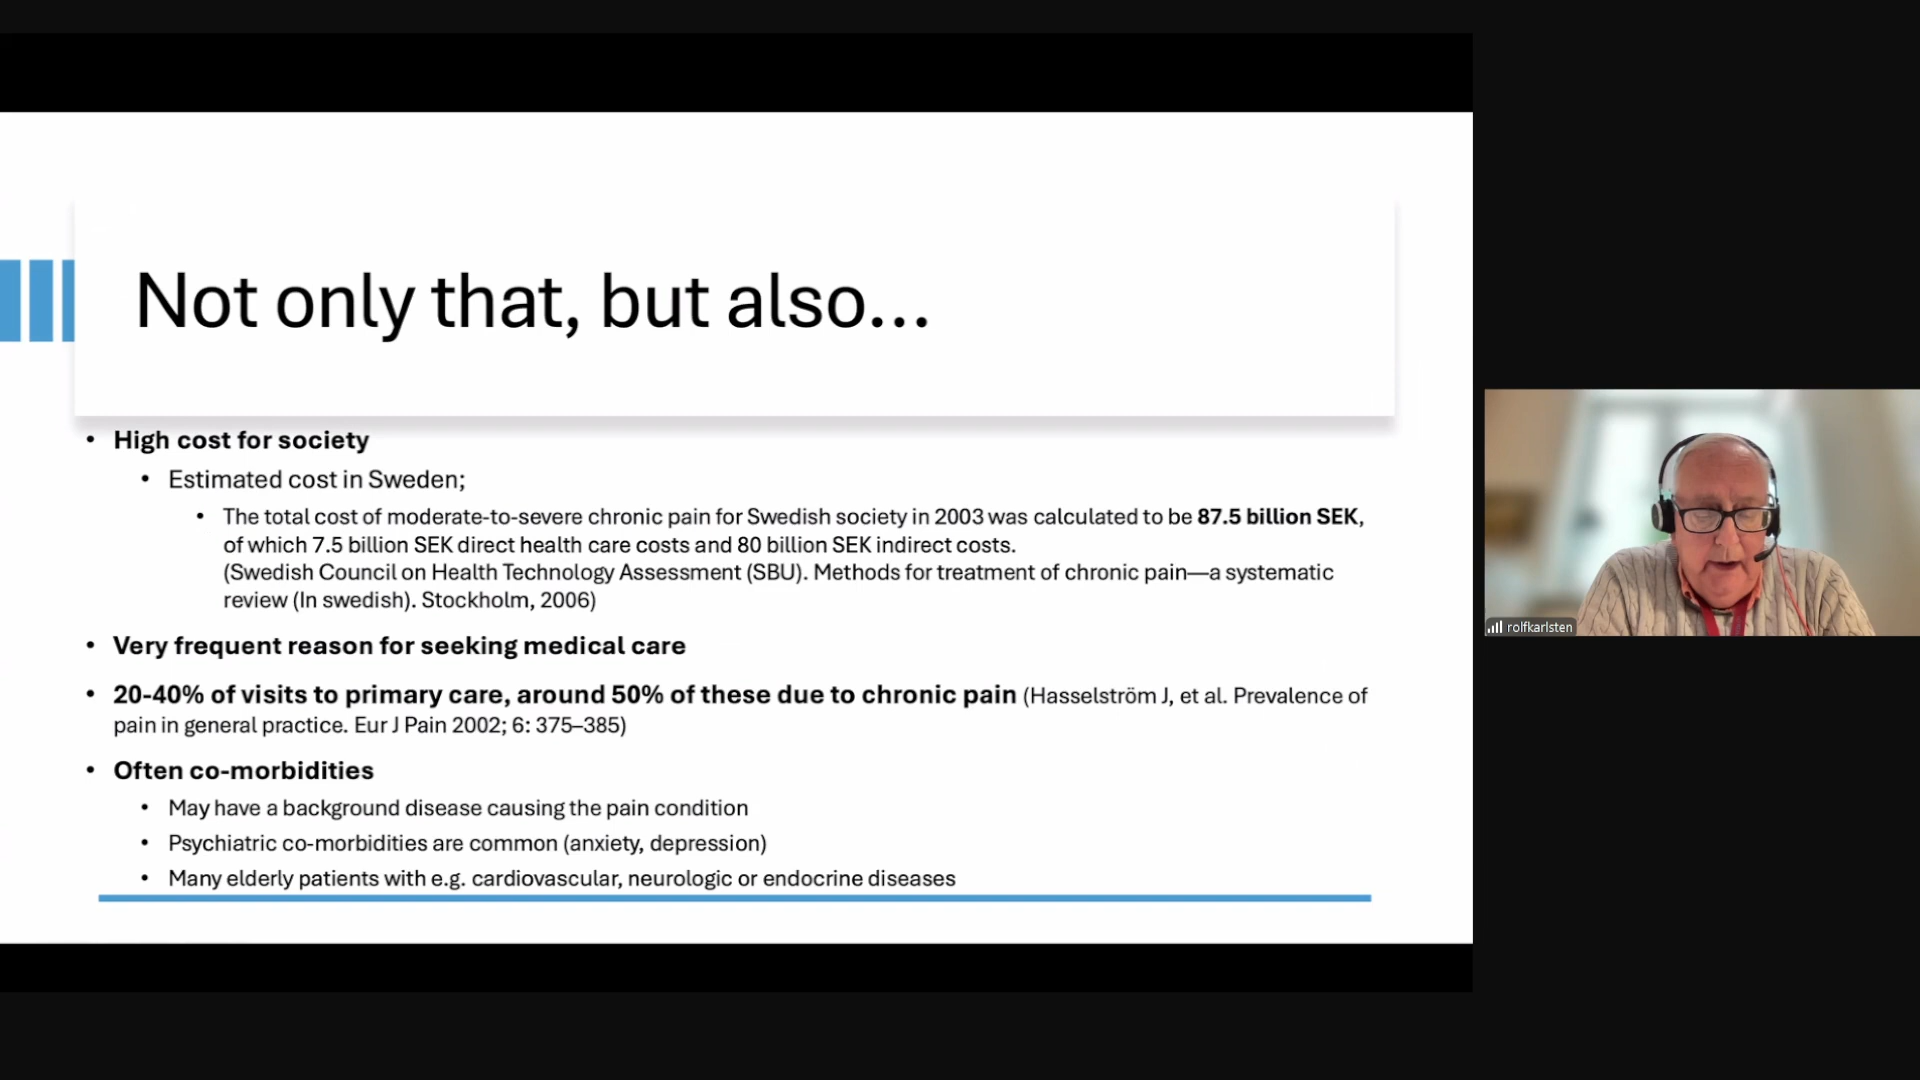 Not only that, but also...
• High cost for society
• Estimated cost in Sweden;
• The total cost of moderate-to-severe chronic pain for Swedish society in 2003 was calculated to be 87.5 billion SEK,
of which 7.5 billion SEK direct health care costs and 80 billion SEK indirect costs.
(Swedish Council on Health Technology Assessment (SBU). Methods for treatment of chronic pain—a systematic
review (In swedish). Stockholm, 2006)
• Very frequent reason for seeking medical care
• 20-40% of visits to primary care, around 50% of these due to chronic pain (Hasselström J, et al. Prevalence of
pain in general practice. Eur J Pain 2002; 6: 375–385)
• Often co-morbidities
• May have a background disease causing the pain condition
• Psychiatric co-morbidities are common (anxiety, depression)
• Many elderly patients with e.g. cardiovascular, neurologic or endocrine diseases
rolfkarlsten